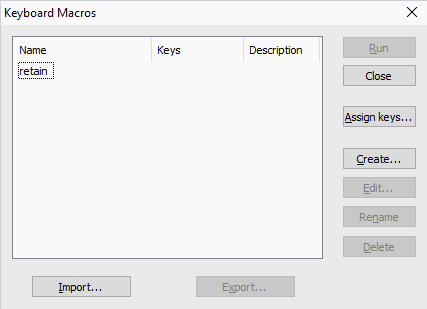 Keyboard Macros
Name Keys Description
retain
Run
Close
Assign keys...
Create...
Edit...
Rename
Delete
Import... Export...